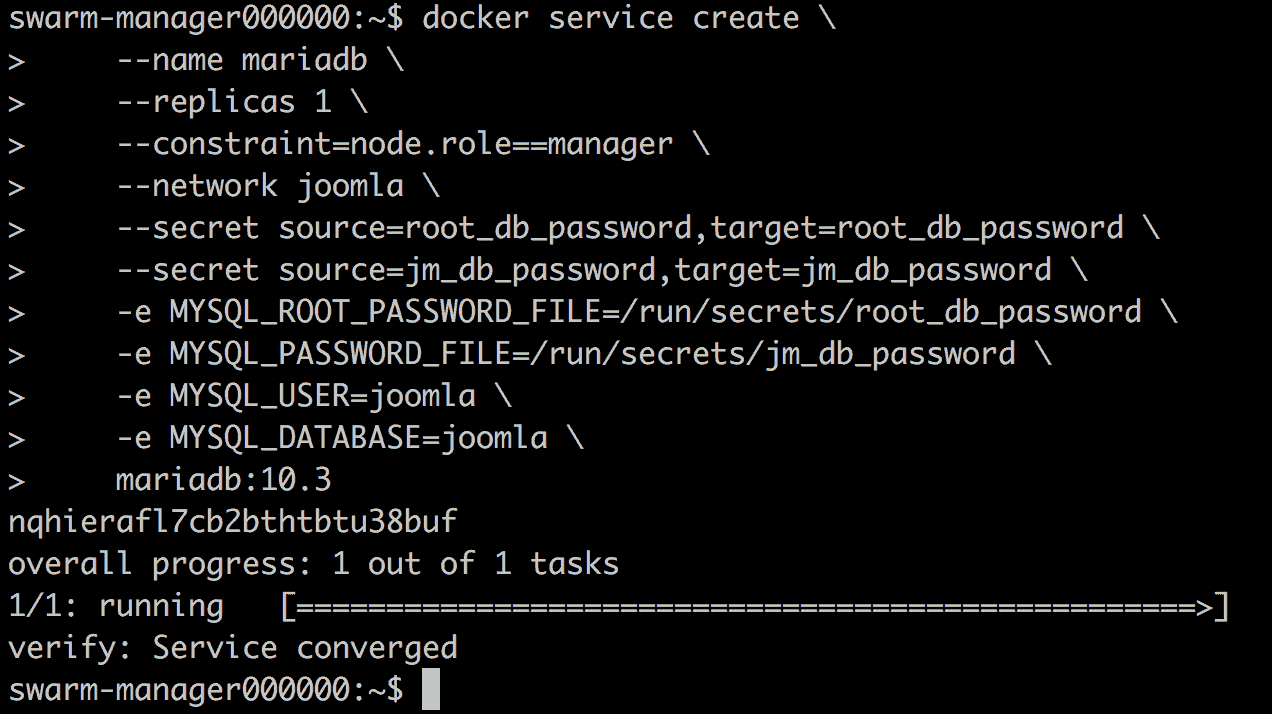 swarm-manager000000:~$ docker service create \
>     --name mariadb \
>     --replicas 1 \
>     --constraint=node.role==manager \
>     --network joomla \
>     --secret source=root_db_password,target=root_db_password \
>     --secret source=jm_db_password,target=jm_db_password \
>     -e MYSQL_ROOT_PASSWORD_FILE=/run/secrets/root_db_password \
>     -e MYSQL_PASSWORD_FILE=/run/secrets/jm_db_password \
>     -e MYSQL_USER=joomla \
>     -e MYSQL_DATABASE=joomla \
>     mariadb:10.3
nqhierafl7cb2bthtbtu38buf
overall progress: 1 out of 1 tasks
1/1: running   [==================================================>]
verify: Service converged
swarm-manager000000:~$